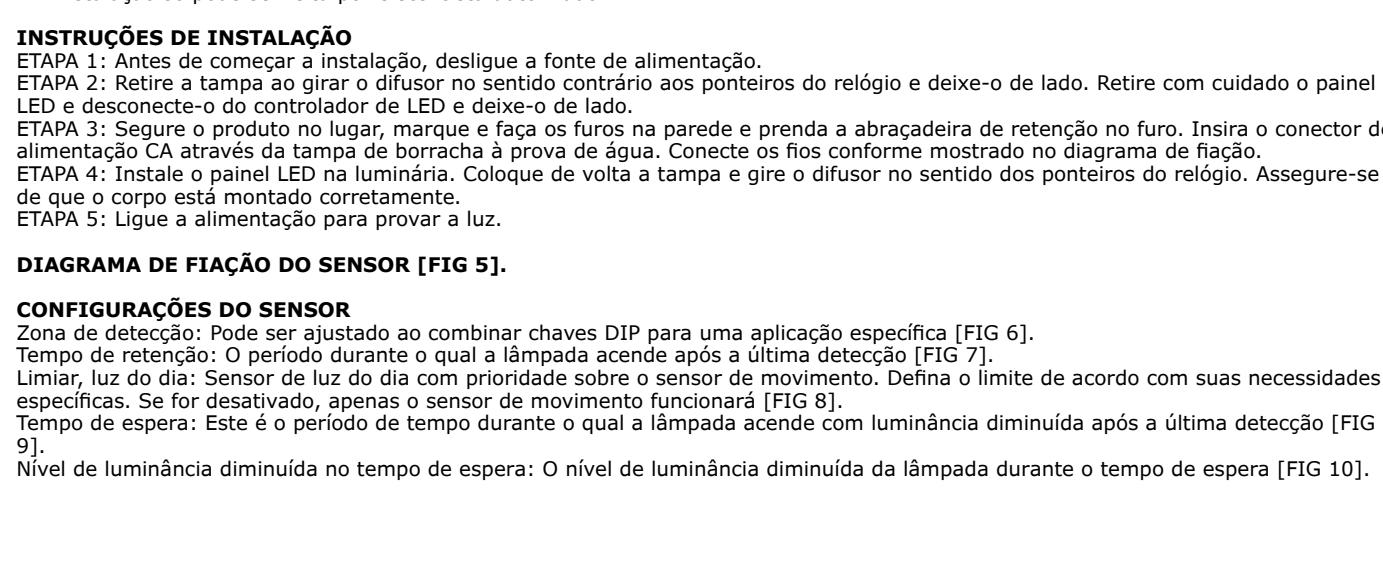 INSTRUÇÕES DE INSTALAÇÃO
ETAPA 1: Antes de começar a instalação, desligue a fonte de alimentação.
ETAPA 2: Retire a tampa ao girar o difusor no sentido contrário aos ponteiros do relógio e deixe-o de lado. Retire com cuidado o painel
LED e desconecte-o do controlador de LED e deixe-o de lado.
ETAPA 3: Segure o produto no lugar, marque e faça os furos na parede e prenda a abraçadeira de retenção no furo. Insira o conector de
alimentação CA através da tampa de borracha à prova de água. Conecte os fios conforme mostrado no diagrama de fiação.
ETAPA 4: Instale o painel LED na luminária. Coloque de volta a tampa e gire o difusor no sentido dos ponteiros do relógio. Assegure-se
de que o corpo está montado corretamente.
ETAPA 5: Ligue a alimentação para provar a luz.
DIAGRAMA DE FIAÇÃO DO SENSOR [FIG 5].
CONFIGURAÇÕES DO SENSOR
Zona de detecção: Pode ser ajustado ao combinar chaves DIP para uma aplicação específica [FIG 6].
Tempo de retenção: O período durante o qual a lâmpada acende após a última detecção [FIG 7].
Limiar, luz do dia: Sensor de luz do dia com prioridade sobre o sensor de movimento. Defina o limite de acordo com suas necessidades
específicas. Se for desativado, apenas o sensor de movimento funcionará [FIG 8].
Tempo de espera: Este é o período de tempo durante o qual a lâmpada acende com luminância diminuída após a última detecção [FIG
9].
Nível de luminância diminuída no tempo de espera: O nível de luminância diminuída da lâmpada durante o tempo de espera [FIG 10].